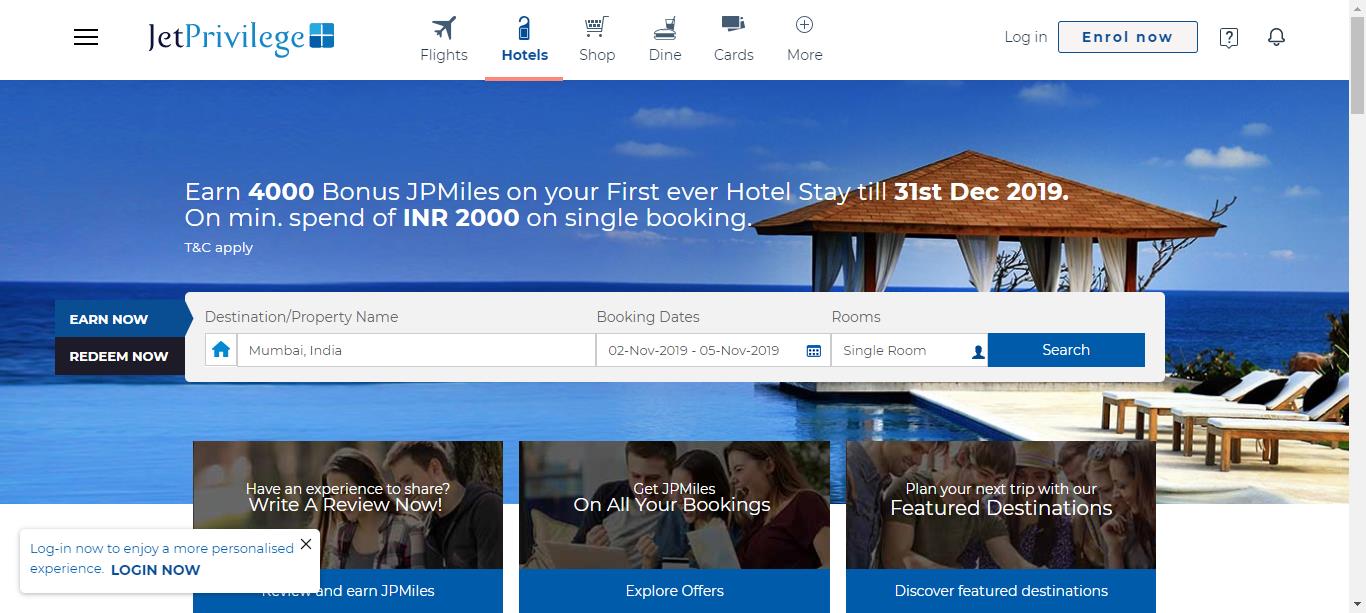 JetPrivilege
Flights
Hotels
Shop
Dine
Cards
More
Log in
Enrol now
?
Earn 4000 Bonus JPMiles on your First ever Hotel Stay till 31st Dec 2019.
On min. spend of INR 2000 on single booking.
T&C apply
EARN NOW
REDEEM NOW
Destination/Property Name
Booking Dates
Rooms
Mumbai, India
02-Nov-2019 - 05-Nov-2019
Single Room
Search
Have an experience to share?
Write A Review Now!
Review and earn JPMiles
Get JPMiles
On All Your Bookings
Explore Offers
Plan your next trip with our
Featured Destinations
Discover featured destinations
Log-in now to enjoy a more personalised
experience. LOGIN NOW